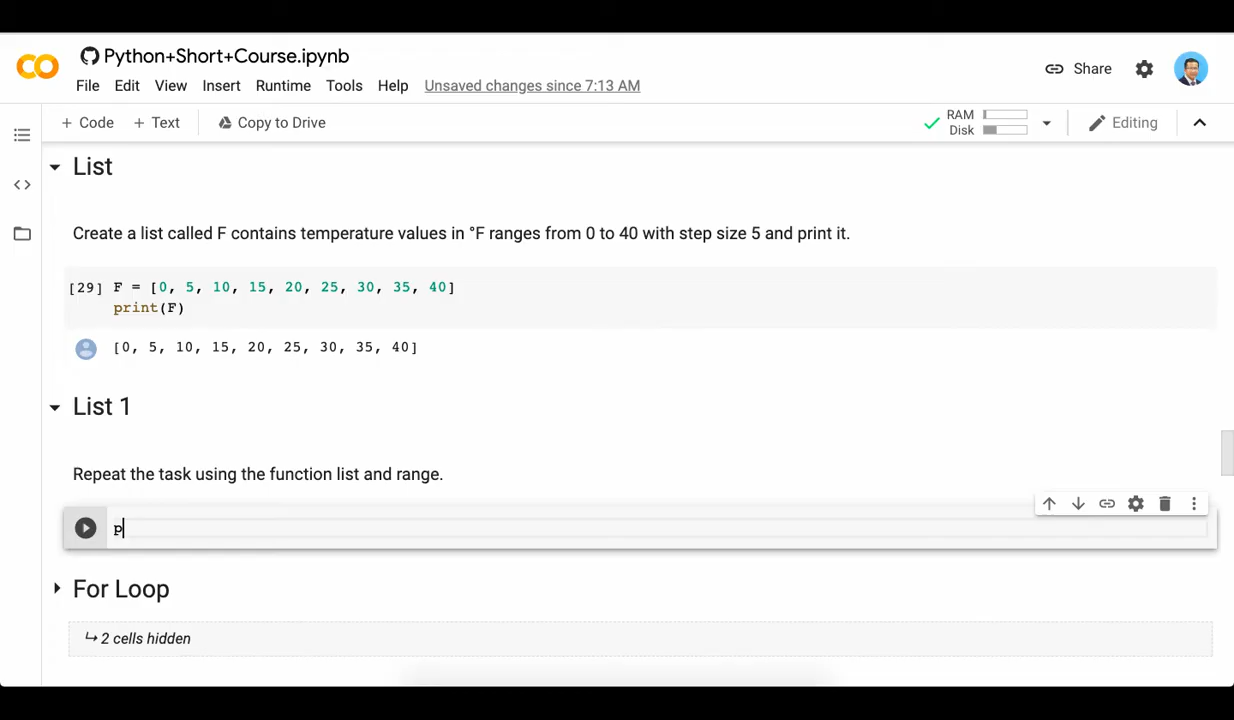 Python+Short+Course.ipynb
File Edit View Insert Runtime Tools Help Unsaved changes since 7:13 AM
Share
+ Code + Text Copy to Drive
RAM
Disk
Editing
List
Create a list called F contains temperature values in °F ranges from 0 to 40 with step size 5 and print it.
[29] F = [0, 5, 10, 15, 20, 25, 30, 35, 40]
print(F)
[0, 5, 10, 15, 20, 25, 30, 35, 40]
List 1
Repeat the task using the function list and range.
p
For Loop
2 cells hidden